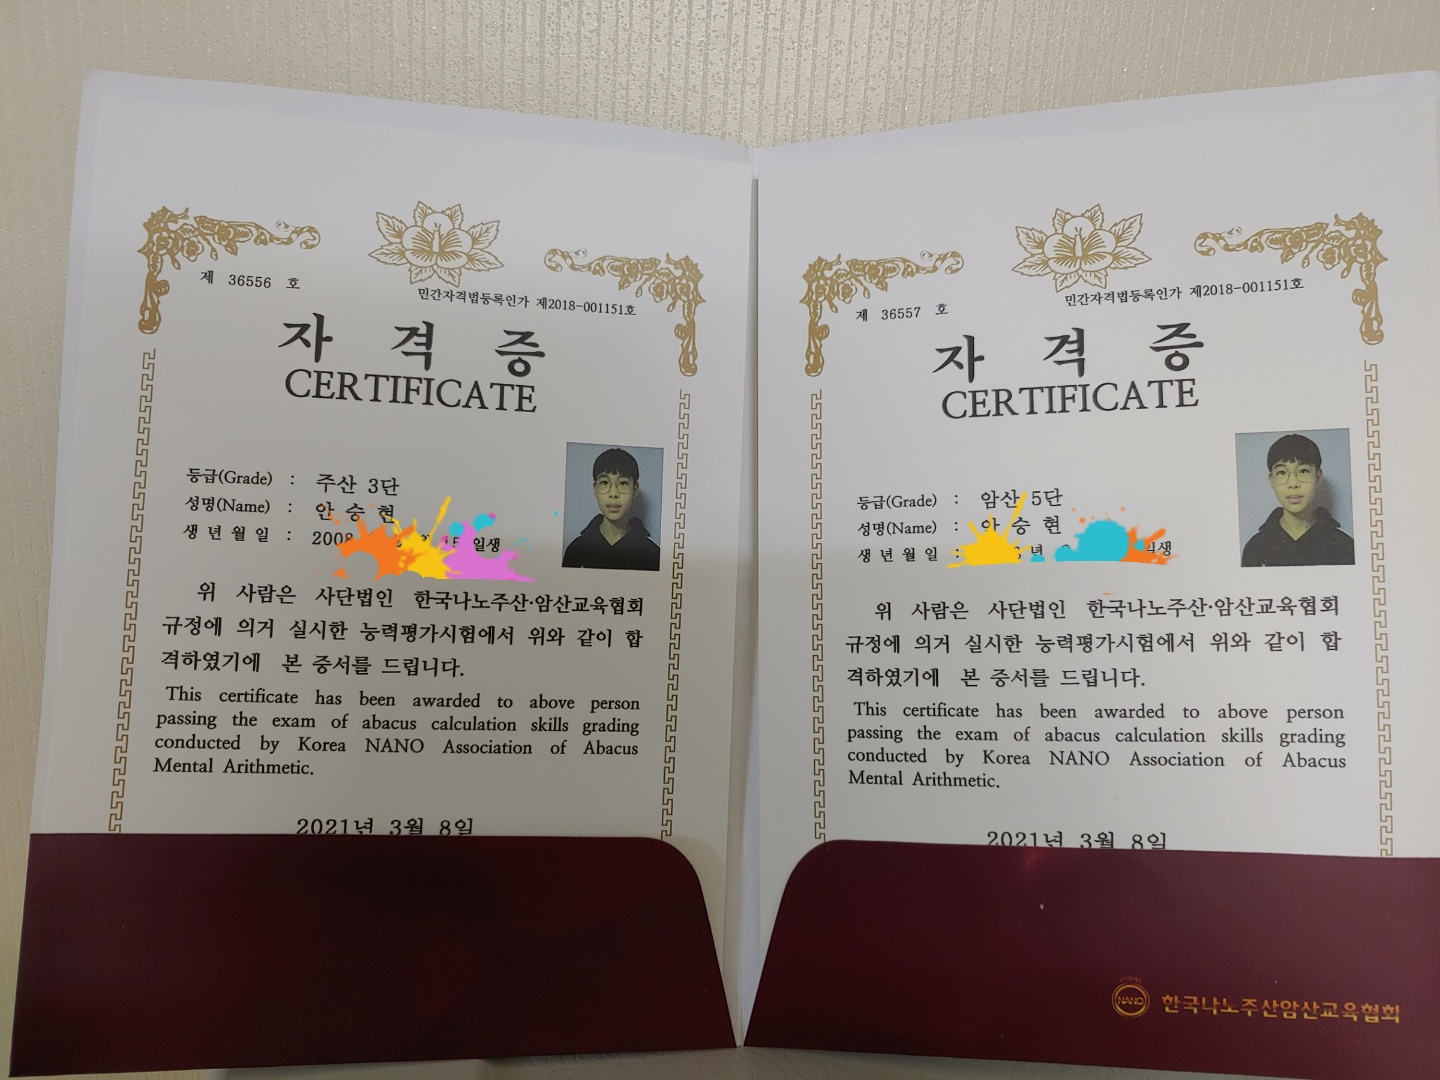 제 36556 호
민간자격법등록인가 제2018-001151호
자 격 증
CERTIFICATE
등급(Grade) : 주산 3단
성명(Name) : 안 승 현
생 년 월 일 : 2008 일생
위 사람은 사단법인 한국나노주산·암산교육협회
규정에 의거 실시한 능력평가시험에서 위와 같이 합
격하였기에 본 증서를 드립니다.
This certificate has been awarded to above person
passing the exam of abacus calculation skills grading
conducted by Korea NANO Association of Abacus
Mental Arithmetic.
2021년 3월 8일
제 36557 호
민간자격법등록인가 제2018-001151호
자 격 증
CERTIFICATE
등급(Grade) : 암산 5단
성명(Name) : 안 승 현
생 년 월 일 : 년 일생
위 사람은 사단법인 한국나노주산·암산교육협회
규정에 의거 실시한 능력평가시험에서 위와 같이 합
격하였기에 본 증서를 드립니다.
This certificate has been awarded to above person
passing the exam of abacus calculation skills grading
conducted by Korea NANO Association of Abacus
Mental Arithmetic.
2021년 3월 8일
NANO 한국나노주산암산교육협회